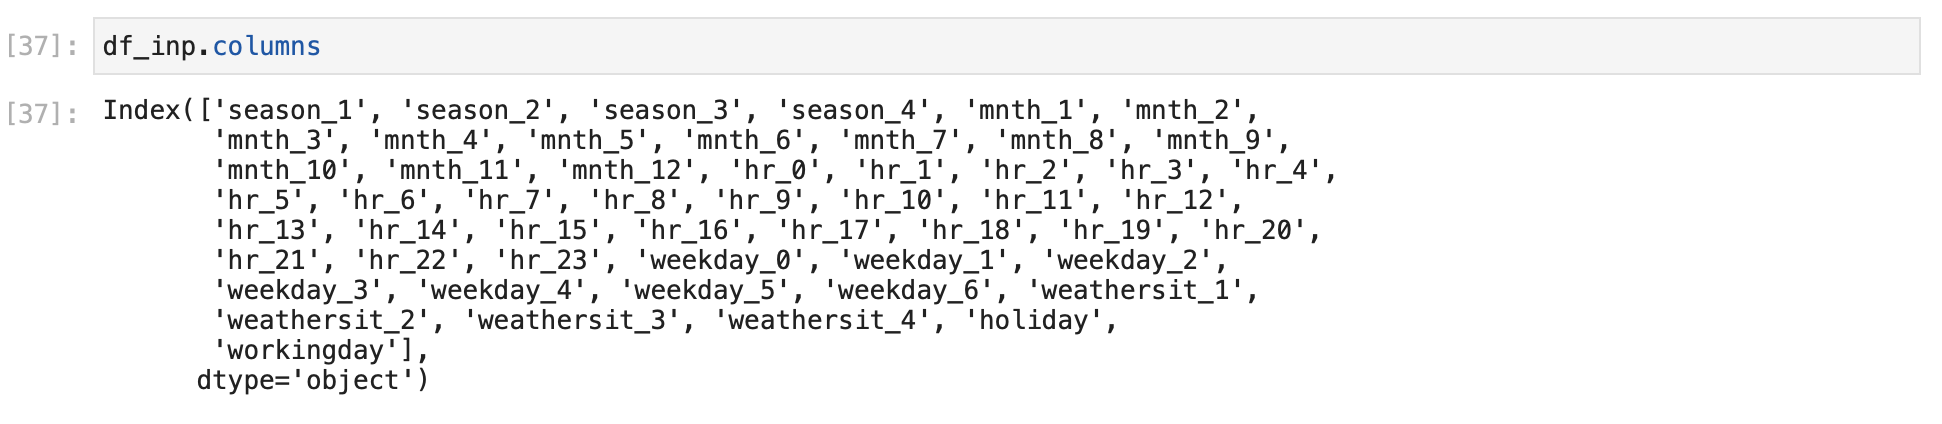 [37]: df_inp.columns
[37]: Index(['season_1', 'season_2', 'season_3', 'season_4', 'mnth_1', 'mnth_2',
'mnth_3', 'mnth_4', 'mnth_5', 'mnth_6', 'mnth_7', 'mnth_8', 'mnth_9',
'mnth_10', 'mnth_11', 'mnth_12', 'hr_0', 'hr_1', 'hr_2', 'hr_3', 'hr_4',
'hr_5', 'hr_6', 'hr_7', 'hr_8', 'hr_9', 'hr_10', 'hr_11', 'hr_12',
'hr_13', 'hr_14', 'hr_15', 'hr_16', 'hr_17', 'hr_18', 'hr_19', 'hr_20',
'hr_21', 'hr_22', 'hr_23', 'weekday_0', 'weekday_1', 'weekday_2',
'weekday_3', 'weekday_4', 'weekday_5', 'weekday_6', 'weathersit_1',
'weathersit_2', 'weathersit_3', 'weathersit_4', 'holiday',
'workingday'],
dtype='object')